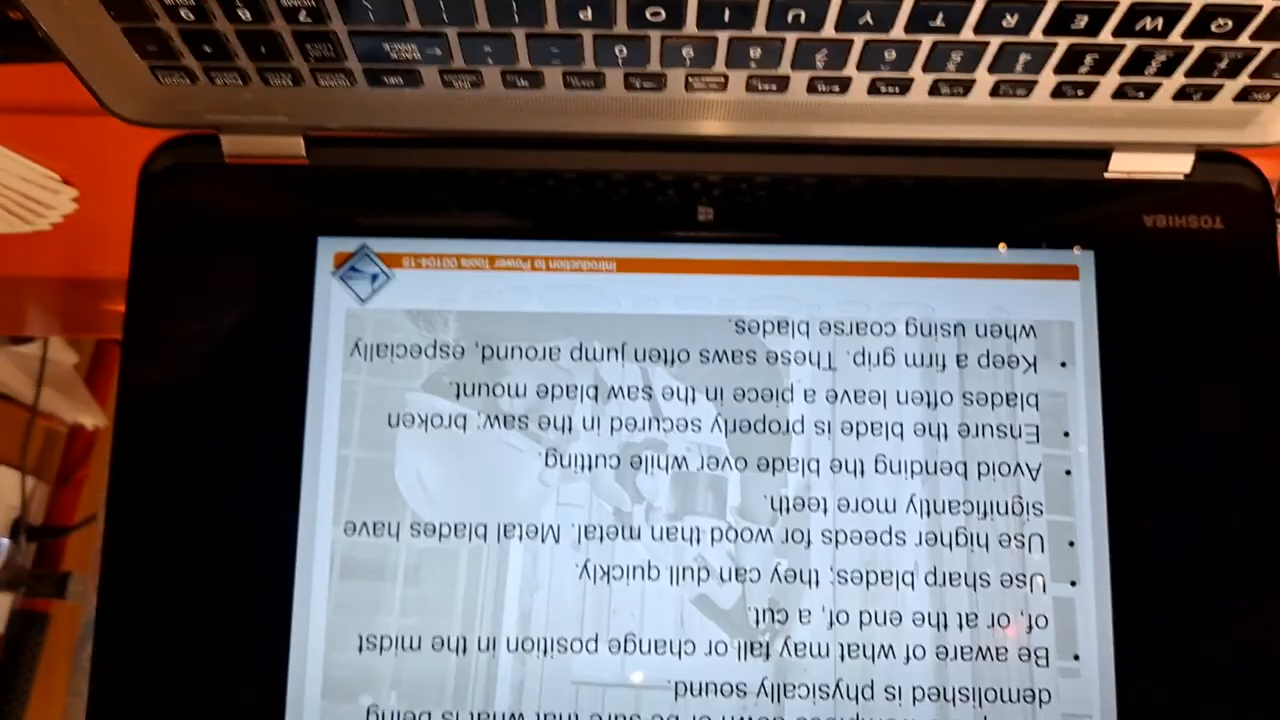 demolished is physically sound.
• Be aware of what may fall or change position in the midst
of, or at the end of, a cut.
• Use sharp blades; they can dull quickly.
• Use higher speeds for wood than metal. Metal blades have
significantly more teeth.
• Avoid bending the blade over while cutting.
• Ensure the blade is properly secured in the saw; broken
blades often leave a piece in the saw blade mount.
• Keep a firm grip. These saws often jump around, especially
when using coarse blades.
Introduction to Power Tools 00104-15
TOSHIBA
BACK SPACE
Q W E R T Y U I O P